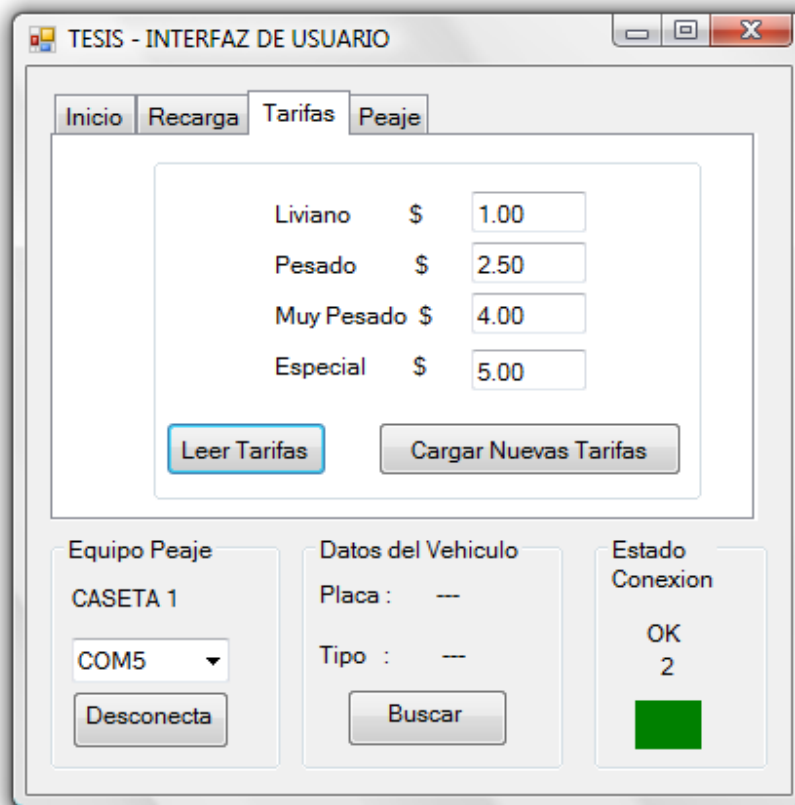 TESIS - INTERFAZ DE USUARIO
Inicio Recarga Tarifas Peaje
Liviano $ 1.00
Pesado $ 2.50
Muy Pesado $ 4.00
Especial $ 5.00
Leer Tarifas Cargar Nuevas Tarifas
Equipo Peaje
CASETA 1
COM5
Desconecta
Datos del Vehiculo
Placa : ---
Tipo : ---
Buscar
Estado
Conexion
OK
2